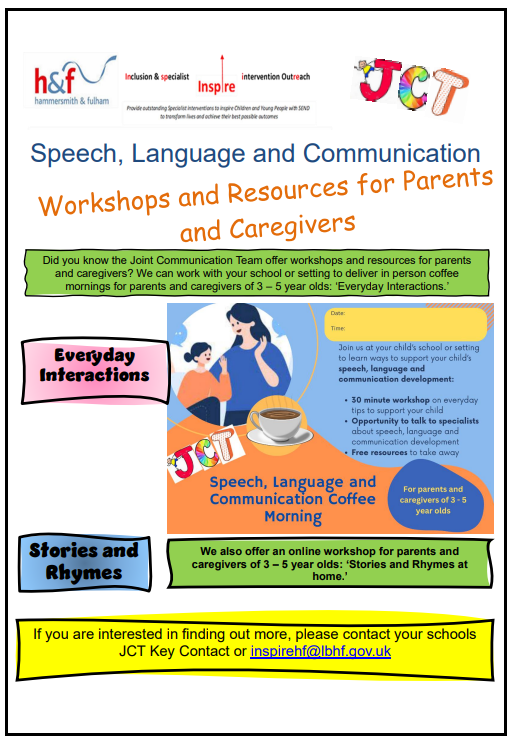 h&f
hammersmith & fulham
Inclusion & specialist Inspire intervention Outreach
Provide outstanding Specialist interventions to Inspire Children and Young People with SEND
to transform lives and achieve their best possible outcomes
JCT
Speech, Language and Communication
Workshops and Resources for Parents
and Caregivers
Did you know the Joint Communication Team offer workshops and resources for parents
and caregivers? We can work with your school or setting to deliver in person coffee
mornings for parents and caregivers of 3 – 5 year olds: ‘Everyday Interactions.’
Everyday
Interactions
Date:
Time:
Join us at your child's school or setting
to learn ways to support your child's
speech, language and
communication development:
• 30 minute workshop on everyday
tips to support your child
• Opportunity to talk to specialists
about speech, language and
communication development
• Free resources to take away
JCT
Speech, Language and
Communication Coffee
Morning
For parents and
caregivers of 3 - 5
year olds
Stories and
Rhymes
We also offer an online workshop for parents and
caregivers of 3 – 5 year olds: ‘Stories and Rhymes at
home.’
If you are interested in finding out more, please contact your schools
JCT Key Contact or inspirehf@lbhf.gov.uk